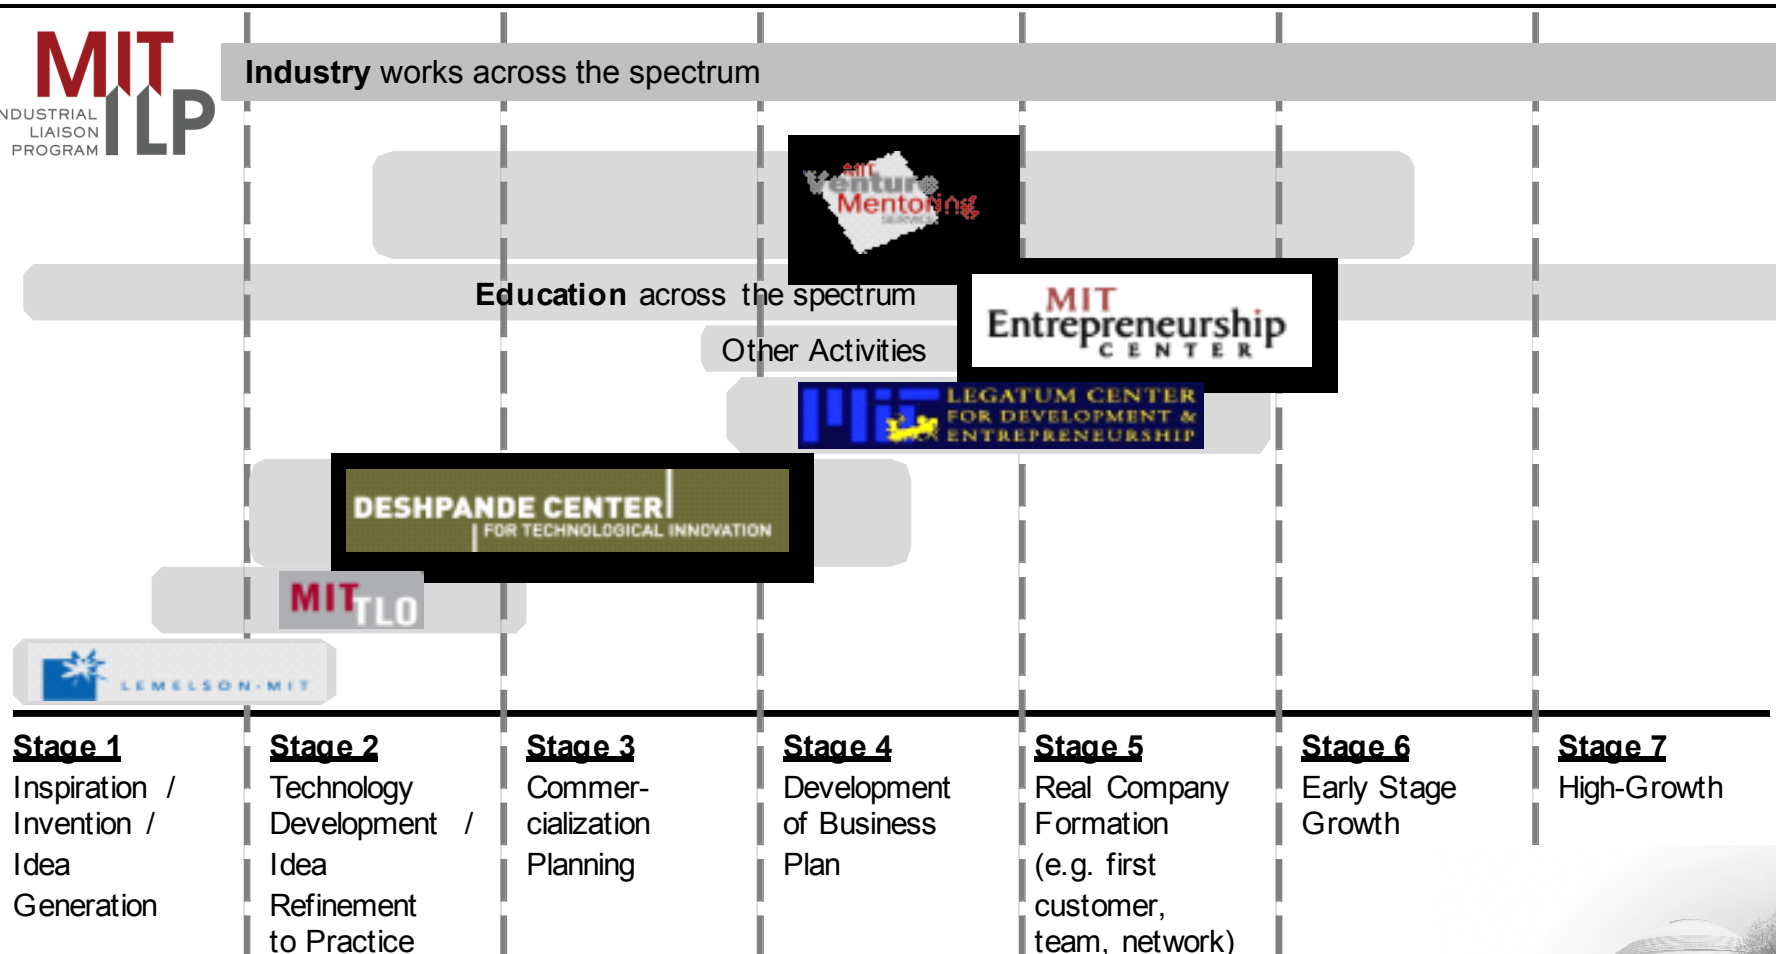 MIT
ILP
INDUSTRIAL
LIAISON
PROGRAM
Industry works across the spectrum
MIT
Venture
Mentoring
SERVICE
Education across the spectrum
MIT
Entrepreneurship
CENTER
Other Activities
MIT
LEGATUM CENTER
FOR DEVELOPMENT &
ENTREPRENEURSHIP
DESHPANDE CENTER
FOR TECHNOLOGICAL INNOVATION
MIT TLO
LEMELSON-MIT
Stage 1
Inspiration /
Invention /
Idea
Generation
Stage 2
Technology
Development /
Idea
Refinement
to Practice
Stage 3
Commer-
cialization
Planning
Stage 4
Development
of Business
Plan
Stage 5
Real Company
Formation
(e.g. first
customer,
team, network)
Stage 6
Early Stage
Growth
Stage 7
High-Growth